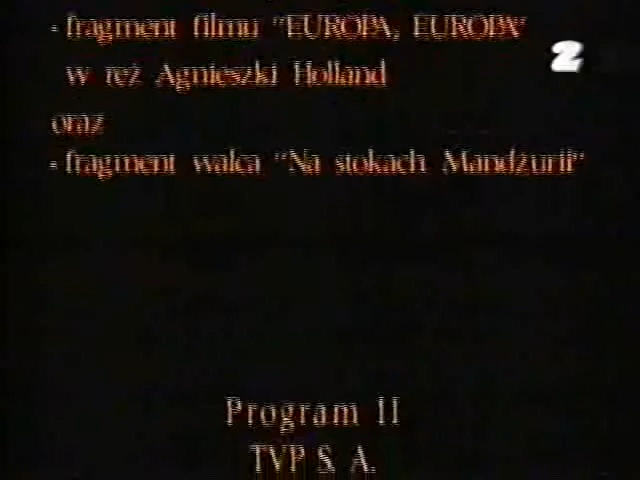 - fragment filmu "EUROPA, EUROPA"
w reż Agnieszki Holland
2
oraz
- fragment walca "Na stokach Mandżurii"
Program II
TVP S. A.